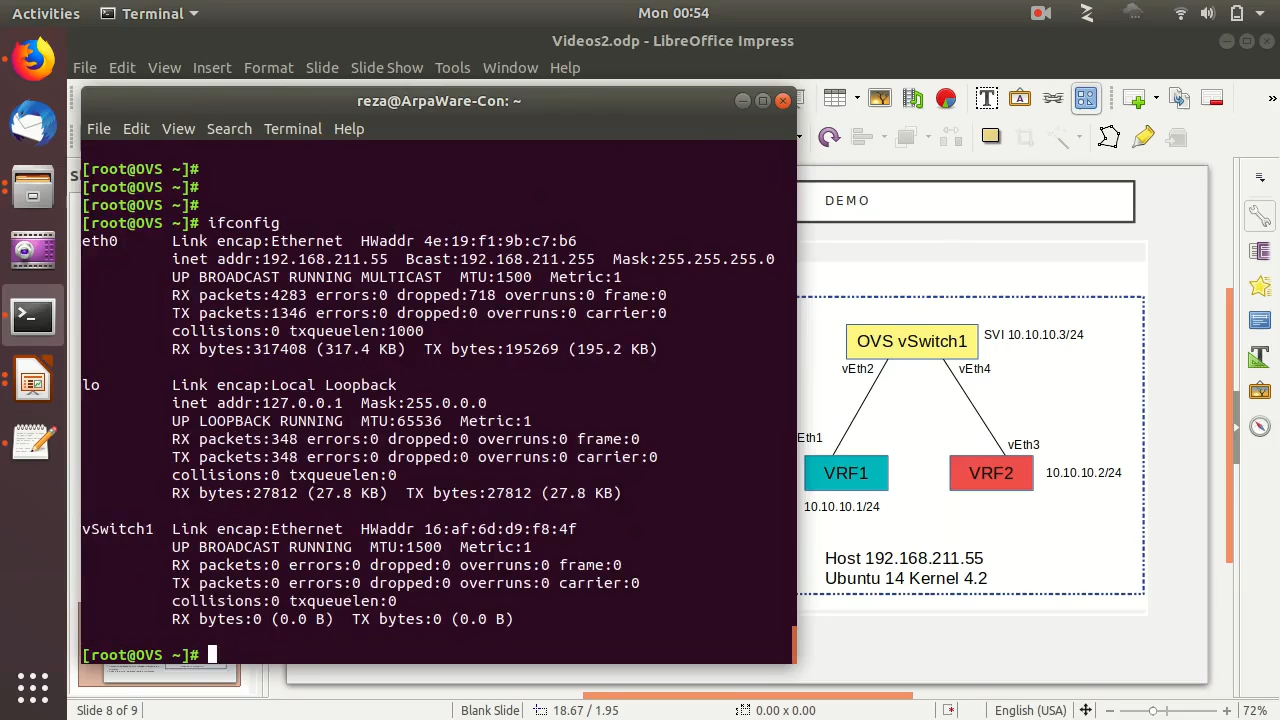 Activities
Terminal
Mon 00:54
Videos2.odp - LibreOffice Impress
File Edit View Insert Format Slide Slide Show Tools Window Help
reza@ArpaWare-Con: ~
File Edit View Search Terminal Help
[root@OVS ~]#
[root@OVS ~]#
[root@OVS ~]#
[root@OVS ~]# ifconfig
eth0 Link encap:Ethernet HWaddr 4e:19:f1:9b:c7:b6
inet addr:192.168.211.55 Bcast:192.168.211.255 Mask:255.255.255.0
UP BROADCAST RUNNING MULTICAST MTU:1500 Metric:1
RX packets:4283 errors:0 dropped:718 overruns:0 frame:0
TX packets:1346 errors:0 dropped:0 overruns:0 carrier:0
collisions:0 txqueuelen:1000
RX bytes:317408 (317.4 KB) TX bytes:195269 (195.2 KB)
lo Link encap:Local Loopback
inet addr:127.0.0.1 Mask:255.0.0.0
UP LOOPBACK RUNNING MTU:65536 Metric:1
RX packets:348 errors:0 dropped:0 overruns:0 frame:0
TX packets:348 errors:0 dropped:0 overruns:0 carrier:0
collisions:0 txqueuelen:0
RX bytes:27812 (27.8 KB) TX bytes:27812 (27.8 KB)
vSwitch1 Link encap:Ethernet HWaddr 16:af:6d:d9:f8:4f
UP BROADCAST RUNNING MTU:1500 Metric:1
RX packets:0 errors:0 dropped:0 overruns:0 frame:0
TX packets:0 errors:0 dropped:0 overruns:0 carrier:0
collisions:0 txqueuelen:0
RX bytes:0 (0.0 B) TX bytes:0 (0.0 B)
[root@OVS ~]#
DEMO
OVS vSwitch1
SVI 10.10.10.3/24
vEth2
vEth4
Eth1
vEth3
VRF1
VRF2
10.10.10.2/24
10.10.10.1/24
Host 192.168.211.55
Ubuntu 14 Kernel 4.2
Slide 8 of 9
Blank Slide
18.67 / 1.95
0.00 x 0.00
English (USA)
72%